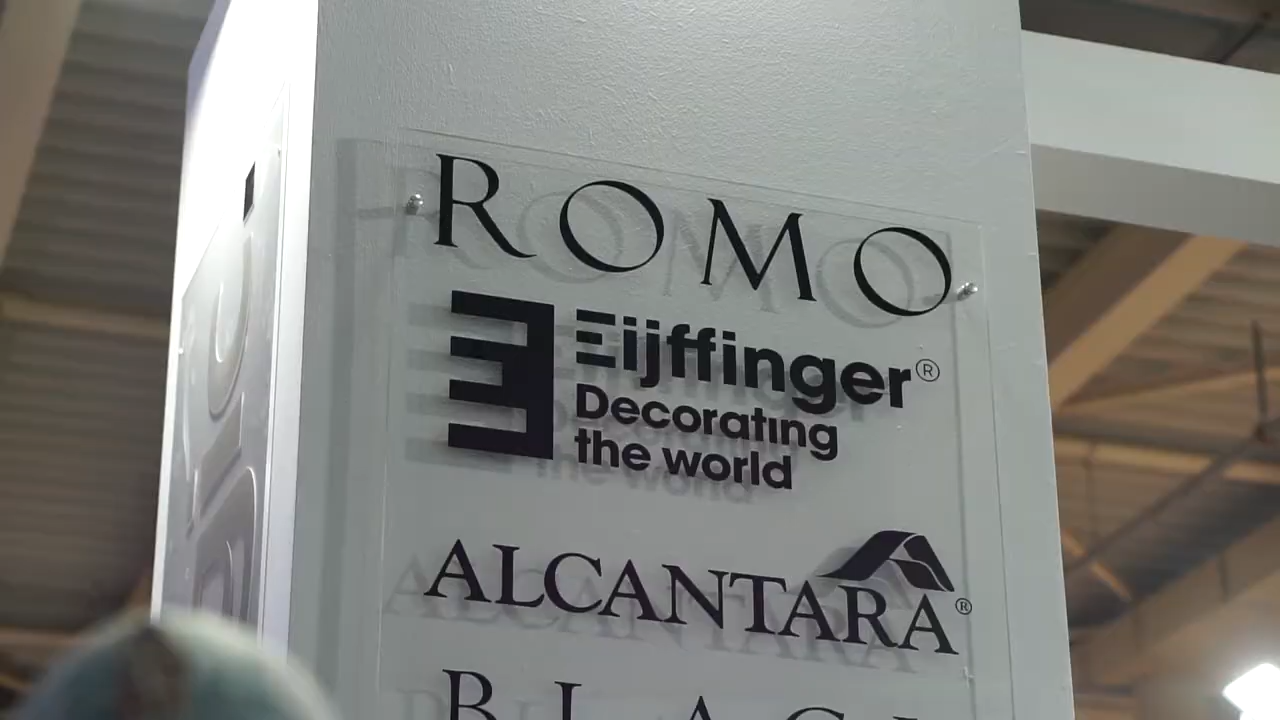 ROMO
Eijffinger®
Decorating
the world
ALCANTARA®